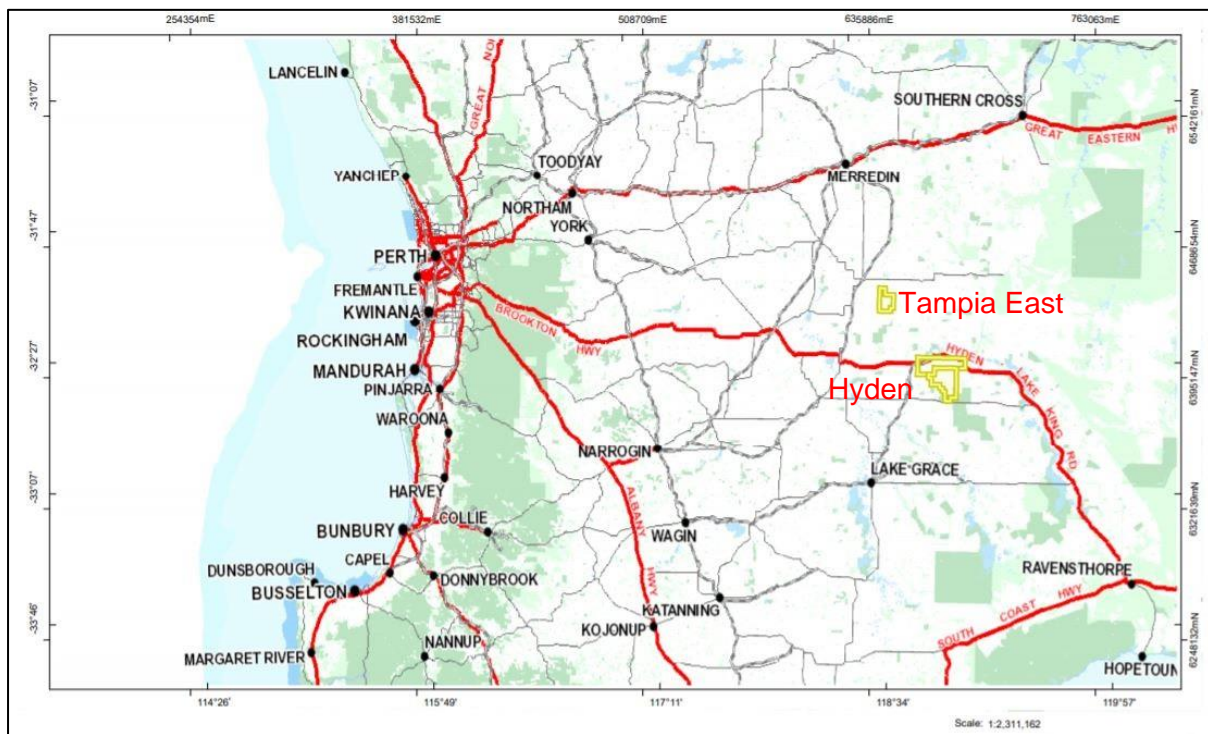 254354mE 381532mE 508709mE 635886mE 763063mE
-31°07
-31°47
-32°27
-33°07
-33°46
LANCELIN
GREAT
NO
SOUTHERN CROSS
GREAT EASTERN H
6542161mN
TOODYAY
YANCHEP
MERREDIN
NORTHAM
YORK
6468654mN
PERTH
FREMANTLE
Tampia East
KWINANA
BROOKTON HWY
ROCKINGHAM
HYDEN LAKE KING RD
MANDURAH
6395147mN
PINJARRA
Hyden
WAROONA
NARROGIN
LAKE GRACE
HARVEY
ALBANY HWY
6321639mN
COLLIE
BUNBURY
WAGIN
CAPEL
DUNSBOROUGH
DONNYBROOK
RAVENSTHORPE
BUSSELTON
KATANNING
SOUTH COAST HWY
KOJONUP
NANNUP
6248132mN
MARGARET RIVER
HOPETOUN
114°26 115°49 117°11 118°34 119°57
Scale: 1:2,311,162